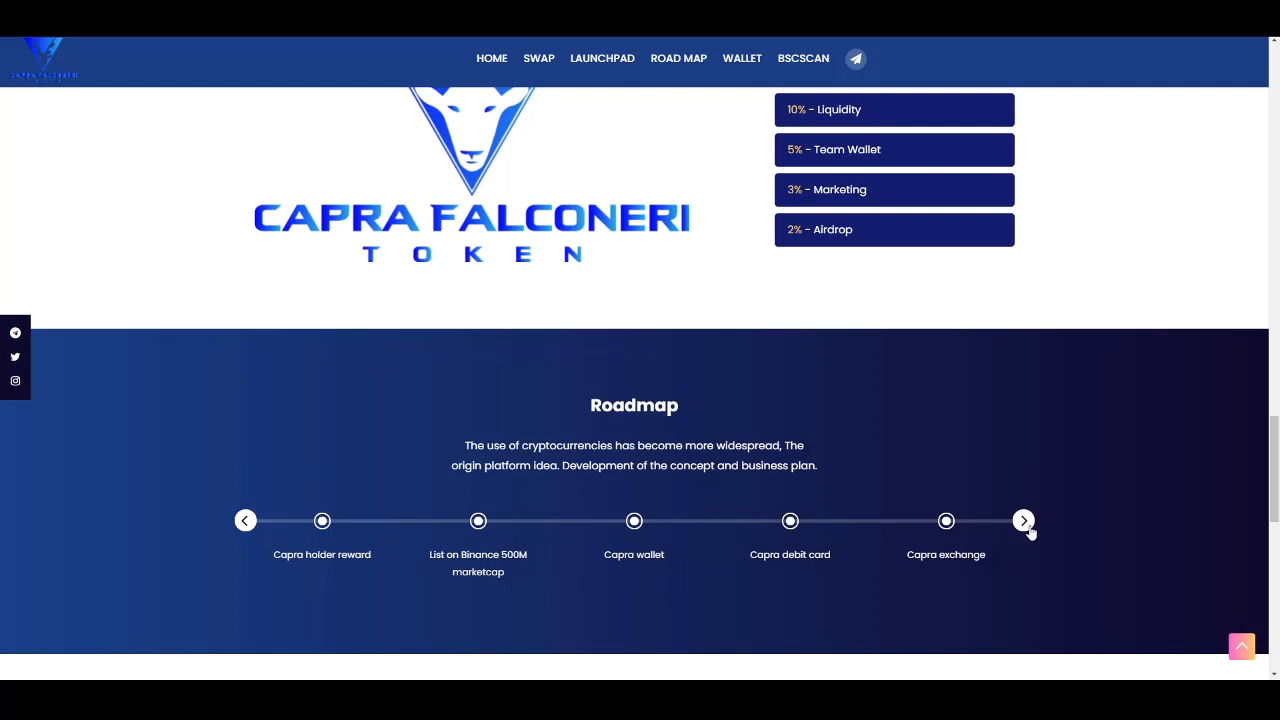 HOME SWAP LAUNCHPAD ROAD MAP WALLET BSCSCAN
CAPRA FALCONERI
TOKEN
10% - Liquidity
5% - Team Wallet
3% - Marketing
2% - Airdrop
Roadmap
The use of cryptocurrencies has become more widespread, The
origin platform idea. Development of the concept and business plan.
Capra holder reward
List on Binance 500M
marketcap
Capra wallet
Capra debit card
Capra exchange